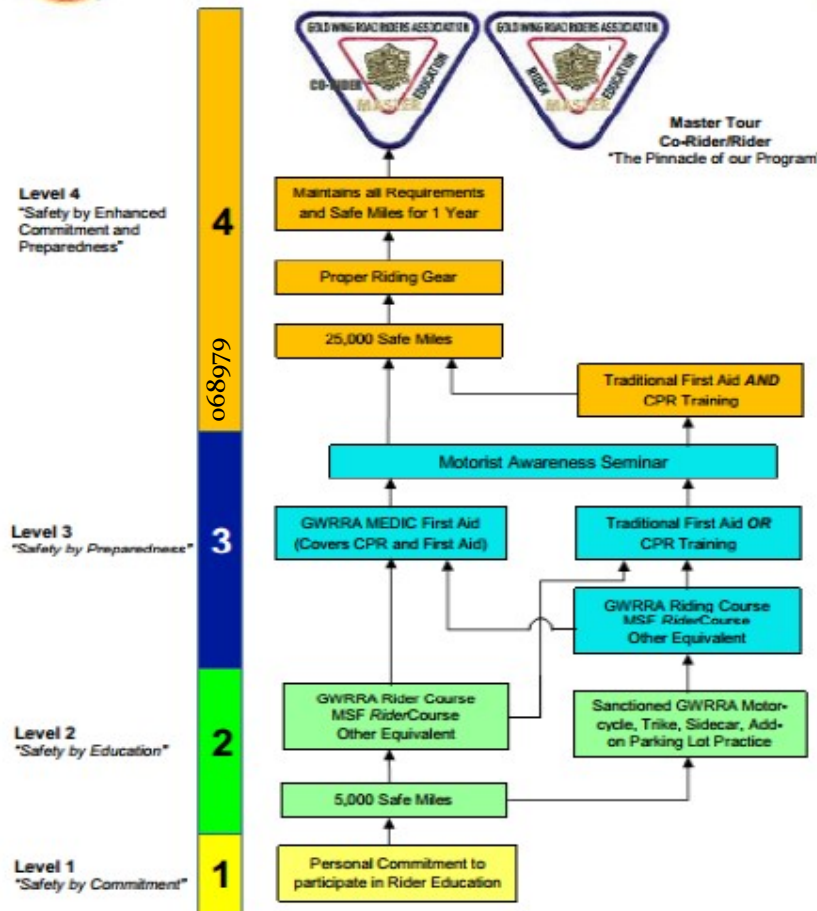 GOLD WING ROAD RIDERS ASSOCIATION
CO-RIDER
EDUCATION
MASTER
GOLD WING ROAD RIDERS ASSOCIATION
RIDER
EDUCATION
MASTER
Master Tour
Co-Rider/Rider
"The Pinnacle of our Program"
Level 4
"Safety by Enhanced
Commitment and
Preparedness"
4
068979
Maintains all Requirements
and Safe Miles for 1 Year
Proper Riding Gear
25,000 Safe Miles
Traditional First Aid AND
CPR Training
Motorist Awareness Seminar
Level 3
"Safety by Preparedness"
3
GWRRA MEDIC First Aid
(Covers CPR and First Aid)
Traditional First Aid OR
CPR Training
GWRRA Riding Course
MSF RiderCourse
Other Equivalent
Level 2
"Safety by Education"
2
GWRRA Rider Course
MSF RiderCourse
Other Equivalent
Sanctioned GWRRA Motor-
cycle, Trike, Sidecar, Add-
on Parking Lot Practice
5,000 Safe Miles
Level 1
"Safety by Commitment"
1
Personal Commitment to
participate in Rider Education